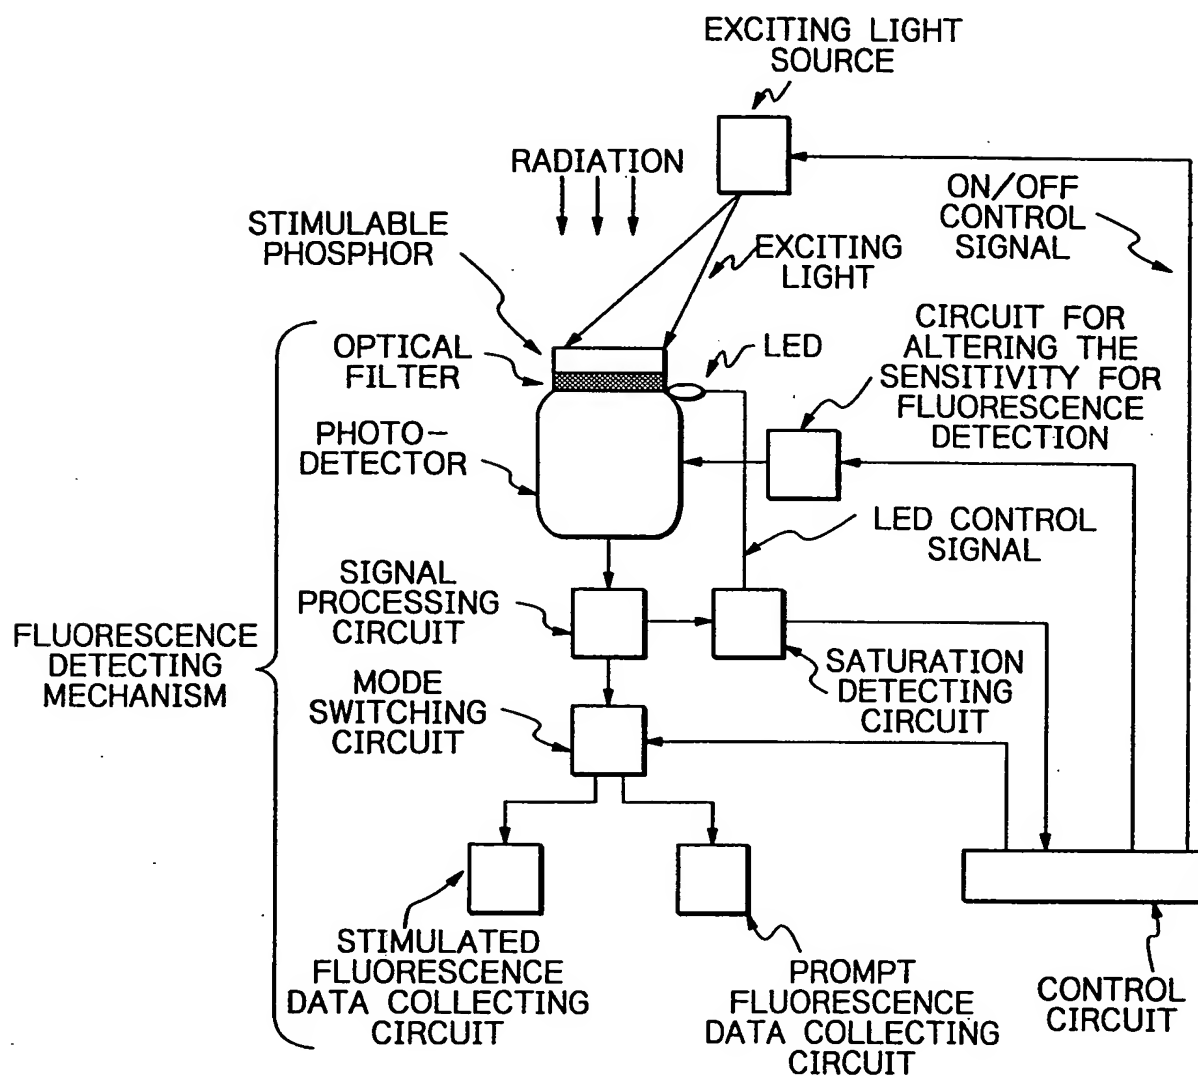 EXCITING LIGHT
SOURCE
RADIATION
ON/OFF
CONTROL
SIGNAL
STIMULABLE
PHOSPHOR
EXCITING
LIGHT
OPTICAL
FILTER
LED
CIRCUIT FOR
ALTERING THE
SENSITIVITY FOR
FLUORESCENCE
DETECTION
PHOTO-
DETECTOR
LED CONTROL
SIGNAL
SIGNAL
PROCESSING
CIRCUIT
FLUORESCENCE
DETECTING
MECHANISM
SATURATION
DETECTING
CIRCUIT
MODE
SWITCHING
CIRCUIT
STIMULATED
FLUORESCENCE
DATA COLLECTING
CIRCUIT
PROMPT
FLUORESCENCE
DATA COLLECTING
CIRCUIT
CONTROL
CIRCUIT